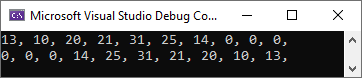 Microsoft Visual Studio Debug Co...
13, 10, 20, 21, 31, 25, 14, 0, 0, 0,
0, 0, 0, 14, 25, 31, 21, 20, 10, 13,